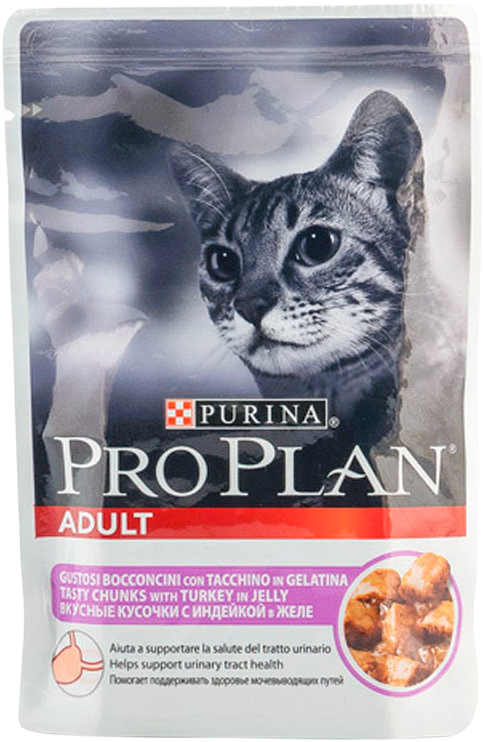 PURINA®
PRO PLAN®
ADULT
GUSTOSI BOCCONCINI CON TACCHINO IN GELATINA
TASTY CHUNKS WITH TURKEY IN JELLY
ВКУСНЫЕ КУСОЧКИ С ИНДЕЙКОЙ В ЖЕЛЕ
Aiuta a supportare la salute del tratto urinario
Helps support urinary tract health
Помогает поддерживать здоровье мочевыводящих путей